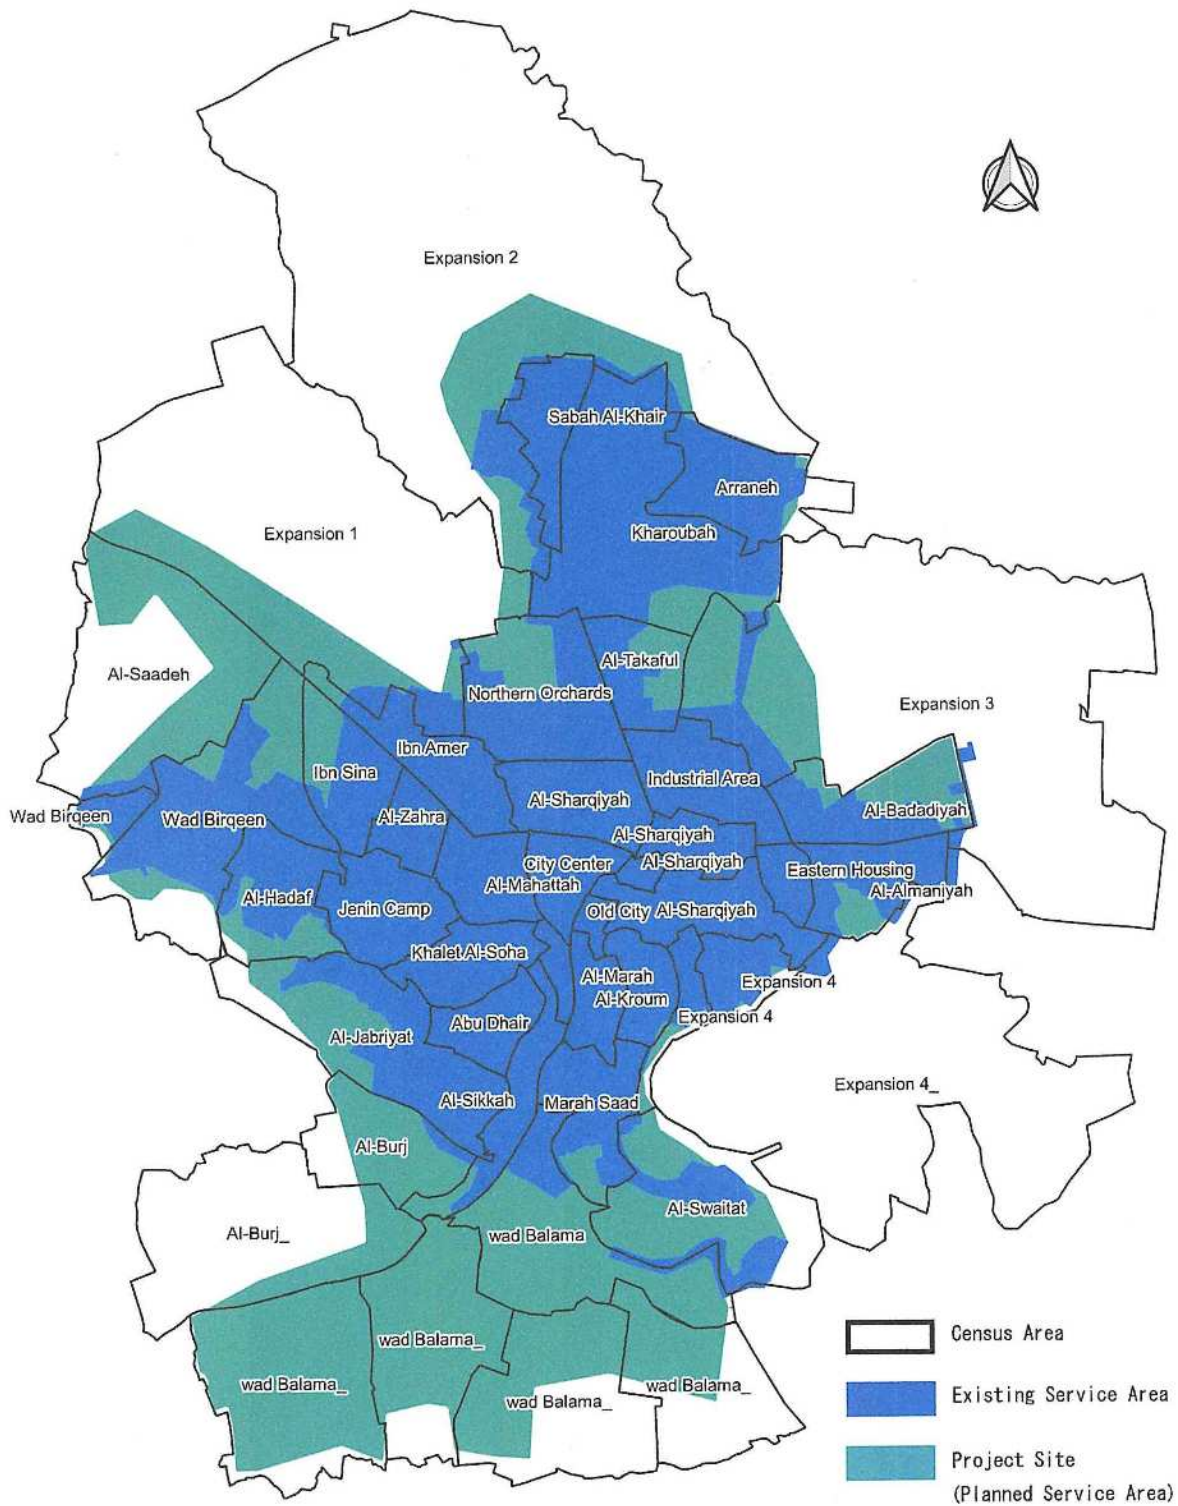 Expansion 2
Sabah Al-Khair
Arraneh
Expansion 1
Kharoubah
Al-Takaful
Al-Saadeh
Northern Orchards
Expansion 3
Ibn Amer
Ibn Sina
Industrial Area
Al-Sharqiyah
Al-Badadiyah
Wad Birqeen
Wad Birqeen
Al-Zahra
Al-Sharqiyah
City Center
Al-Sharqiyah
Eastern Housing
Al-Mahattah
Al-Almaniyah
Al-Hadaf
Jenin Camp
Old City
Al-Sharqiyah
Khalet Al-Soha
Al-Marah
Expansion 4
Al-Kroum
Expansion 4
Abu Dhair
Al-Jabriyat
Expansion 4_
Al-Sikkah
Marah Saad
Al-Burj
Al-Swaitat
Al-Burj_
wad Balama
wad Balama_
wad Balama_
wad Balama_
wad Balama_
Census Area
Existing Service Area
Project Site
(Planned Service Area)